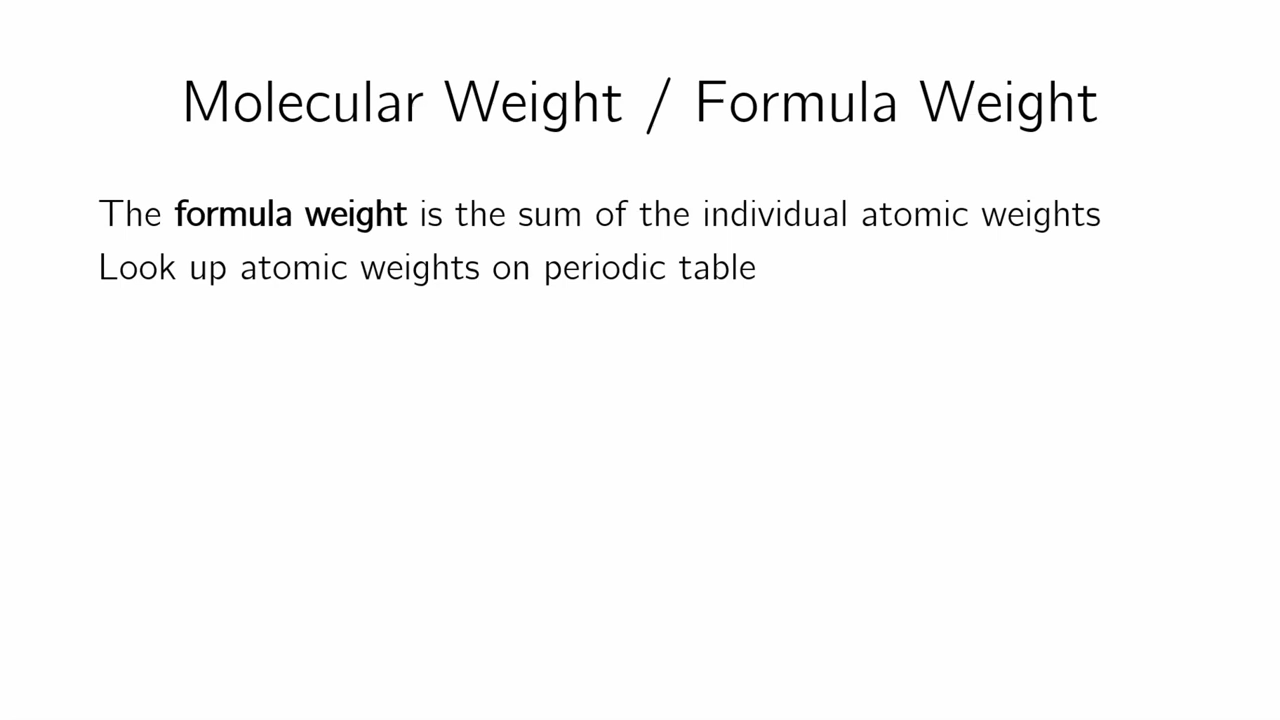 Molecular Weight / Formula Weight
The formula weight is the sum of the individual atomic weights
Look up atomic weights on periodic table